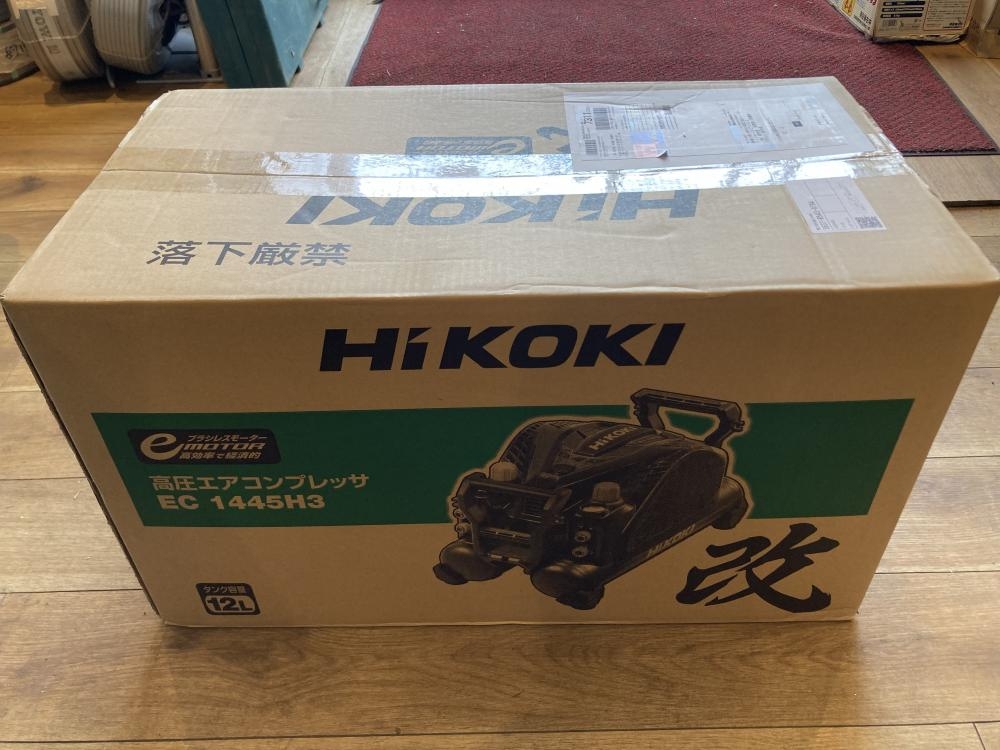 HiKOKI
落下厳禁
HiKOKI
ブラシレスモーター
e MOTOR
高効率で経済的
高圧エアコンプレッサ
EC 1445H3
HiKOKI
HiKOKI
改
タンク容量
12L